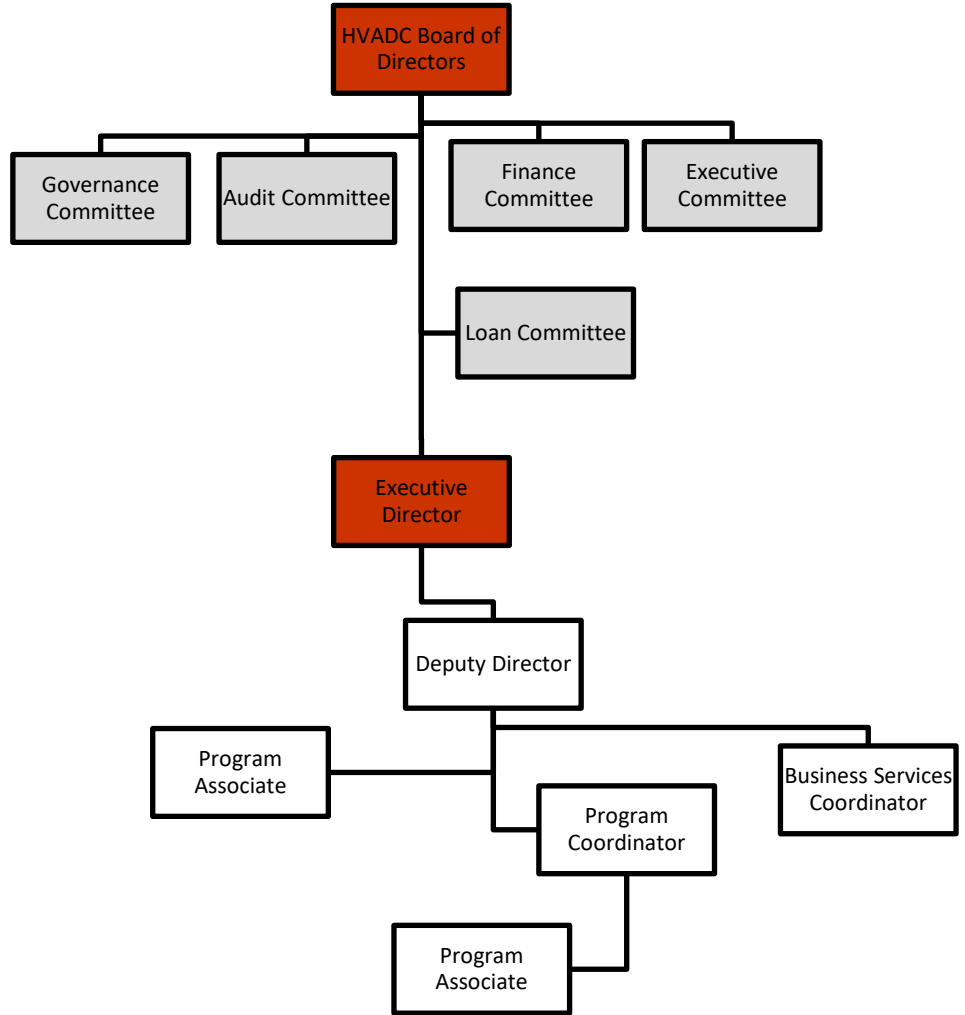 HVADC Board of
Directors
Governance
Committee
Audit Committee
Finance
Committee
Executive
Committee
Loan Committee
Executive
Director
Deputy Director
Program
Associate
Business Services
Coordinator
Program
Coordinator
Program
Associate